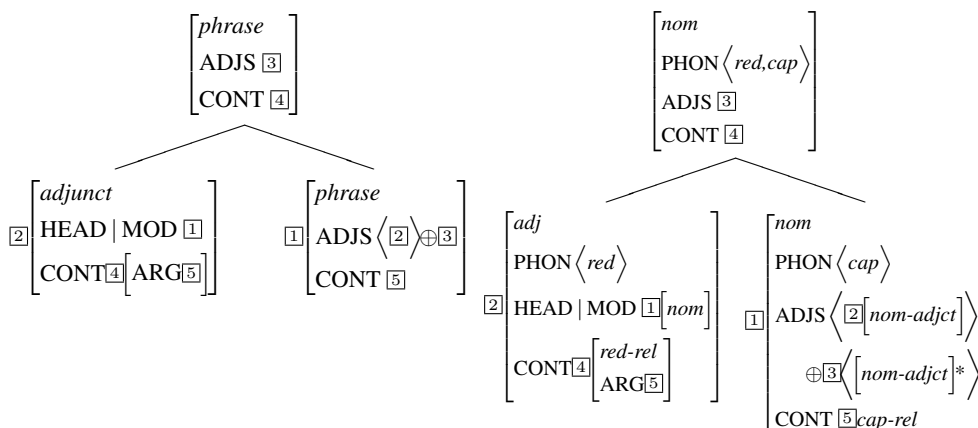 phrase
ADJS 3
CONT 4
2 adjunct
HEAD | MOD 1
CONT 4 [ARG 5]
1 phrase
ADJS ⟨2⟩⊕3
CONT 5
nom
PHON ⟨red,cap⟩
ADJS 3
CONT 4
2 adj
PHON ⟨red⟩
HEAD | MOD 1 [nom]
CONT 4 [red-rel
ARG 5]
1 nom
PHON ⟨cap⟩
ADJS ⟨2 [nom-adjct]⟩
⊕3⟨[nom-adjct]*⟩
CONT 5 cap-rel